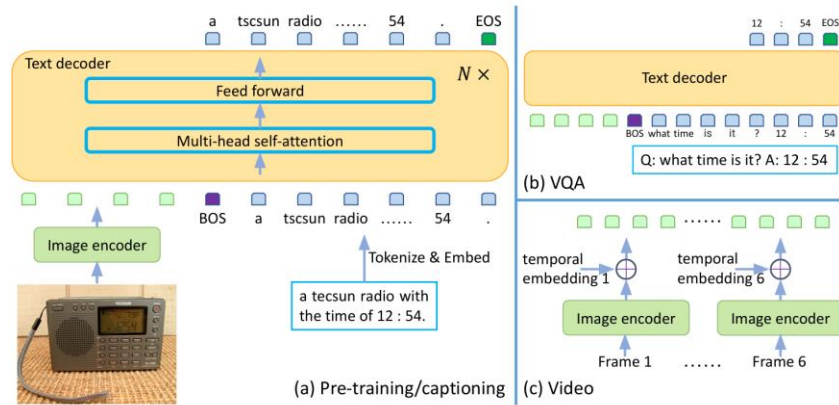 a tscsun radio ...... 54 . EOS
Text decoder
N ×
Feed forward
Multi-head self-attention
BOS a tscsun radio ...... 54 .
Image encoder
Tokenize & Embed
a tecsun radio with
the time of 12 : 54.
(a) Pre-training/captioning
12 : 54 EOS
Text decoder
BOS what time is it ? 12 : 54
Q: what time is it? A: 12 : 54
(b) VQA
......
temporal
embedding 1
temporal
embedding 6
Image encoder
Image encoder
Frame 1 ...... Frame 6
(c) Video